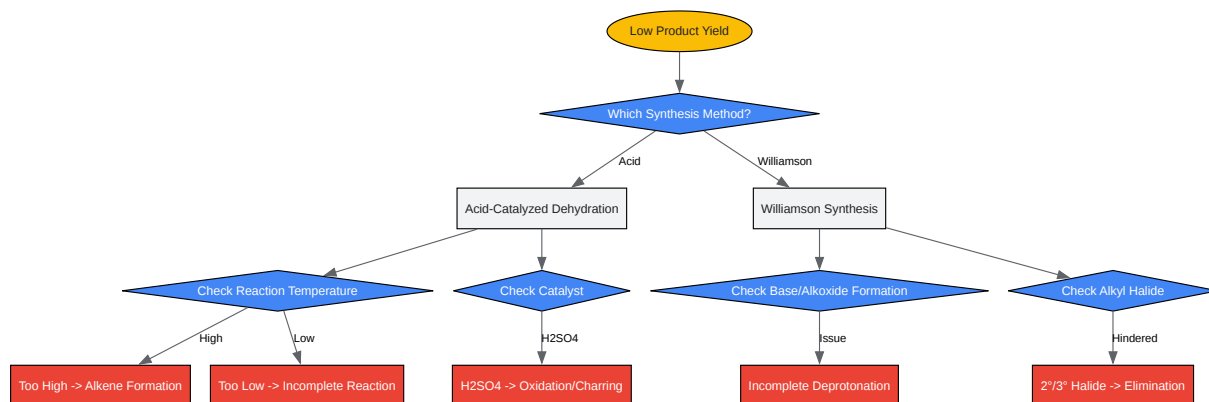 Low Product Yield
Which Synthesis Method?
Acid
Williamson
Acid-Catalyzed Dehydration
Williamson Synthesis
Check Reaction Temperature
Check Catalyst
Check Base/Alkoxide Formation
Check Alkyl Halide
High
Low
H2SO4
Issue
Hindered
Too High -> Alkene Formation
Too Low -> Incomplete Reaction
H2SO4 -> Oxidation/Charring
Incomplete Deprotonation
2°/3° Halide -> Elimination